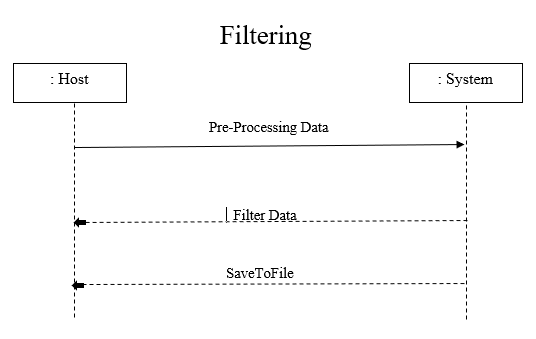 Filtering
: Host
: System
Pre-Processing Data
Filter Data
SaveToFile